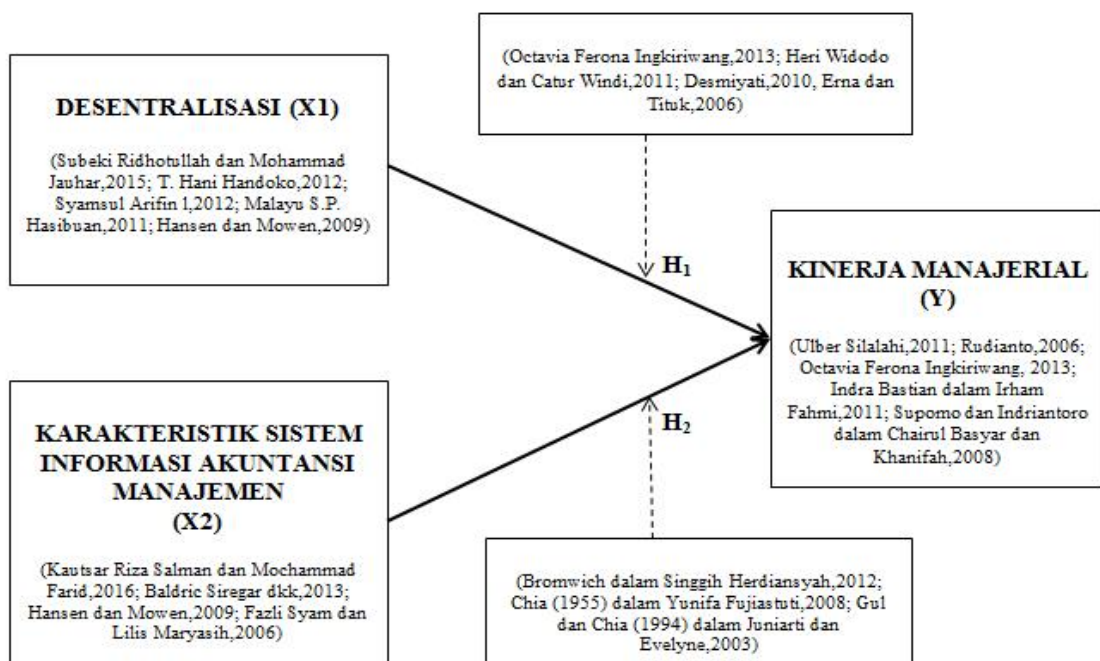 DESENTRALISASI (X1)
(Subeki Ridhotullah dan Mohammad
Jauhar,2015; T. Hani Handoko,2012;
Syamsul Arifin l,2012; Malayu S.P.
Hasibuan,2011; Hansen dan Mowen,2009)
(Octavia Ferona Ingkiriwang,2013; Heri Widodo
dan Catur Windi,2011; Desmiyati,2010, Erna dan
Tituk,2006)
H₁
KINERJA MANAJERIAL
(Y)
(Ulber Silalahi,2011; Rudianto,2006;
Octavia Ferona Ingkiriwang, 2013;
Indra Bastian dalam Irham
Fahmi,2011; Supomo dan Indriantoro
dalam Chairul Basyar dan
Khanifah,2008)
KARAKTERISTIK SISTEM
INFORMASI AKUNTANSI
MANAJEMEN
(X2)
(Kautsar Riza Salman dan Mochammad
Farid,2016; Baldric Siregar dkk,2013;
Hansen dan Mowen,2009; Fazli Syam dan
Lilis Maryasih,2006)
H₂
(Bromwich dalam Singgih Herdiansyah,2012;
Chia (1955) dalam Yunifa Fujiastuti,2008; Gul
dan Chia (1994) dalam Juniarti dan
Evelyne,2003)